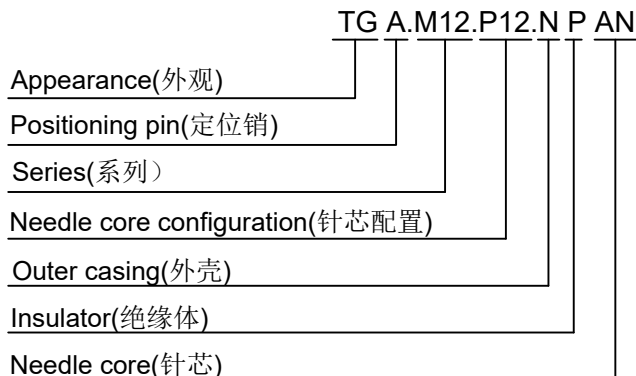 TG A.M12.P12.N P AN
Appearance(外观)
Positioning pin(定位销)
Series(系列）
Needle core configuration(针芯配置)
Outer casing(外壳)
Insulator(绝缘体)
Needle core(针芯)